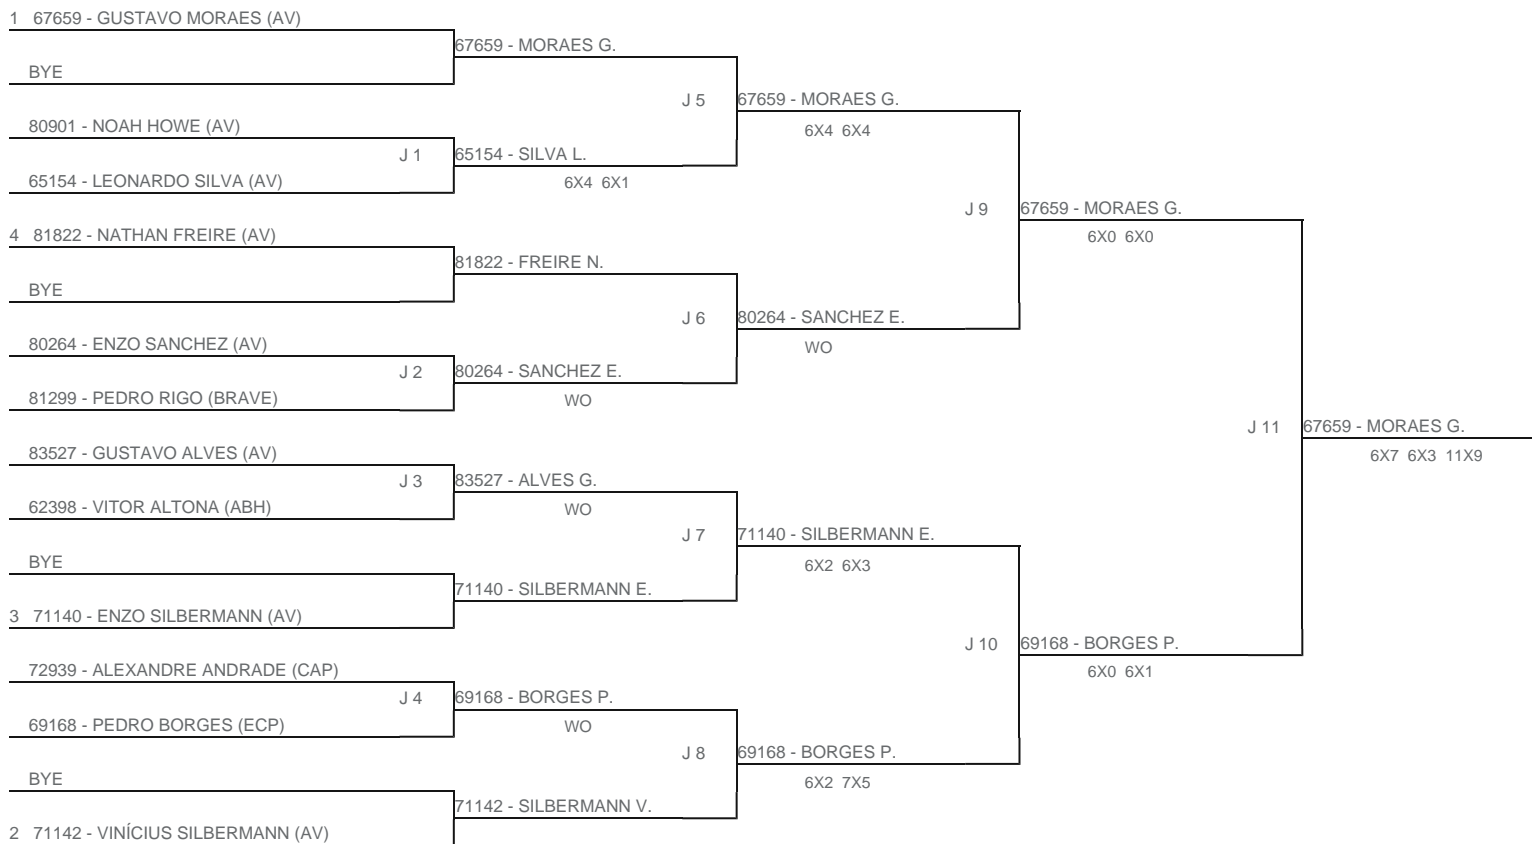 1 67659 - GUSTAVO MORAES (AV)
67659 - MORAES G.
BYE
J 5
67659 - MORAES G.
6X4 6X4
80901 - NOAH HOWE (AV)
J 1
65154 - SILVA L.
6X4 6X1
65154 - LEONARDO SILVA (AV)
J 9
67659 - MORAES G.
6X0 6X0
4 81822 - NATHAN FREIRE (AV)
81822 - FREIRE N.
BYE
J 6
80264 - SANCHEZ E.
WO
80264 - ENZO SANCHEZ (AV)
J 2
80264 - SANCHEZ E.
WO
81299 - PEDRO RIGO (BRAVE)
J 11
67659 - MORAES G.
6X7 6X3 11X9
83527 - GUSTAVO ALVES (AV)
J 3
83527 - ALVES G.
WO
62398 - VITOR ALTONA (ABH)
J 7
71140 - SILBERMANN E.
6X2 6X3
BYE
71140 - SILBERMANN E.
3 71140 - ENZO SILBERMANN (AV)
J 10
69168 - BORGES P.
6X0 6X1
72939 - ALEXANDRE ANDRADE (CAP)
J 4
69168 - BORGES P.
WO
69168 - PEDRO BORGES (ECP)
J 8
69168 - BORGES P.
6X2 7X5
BYE
71142 - SILBERMANN V.
2 71142 - VINÍCIUS SILBERMANN (AV)